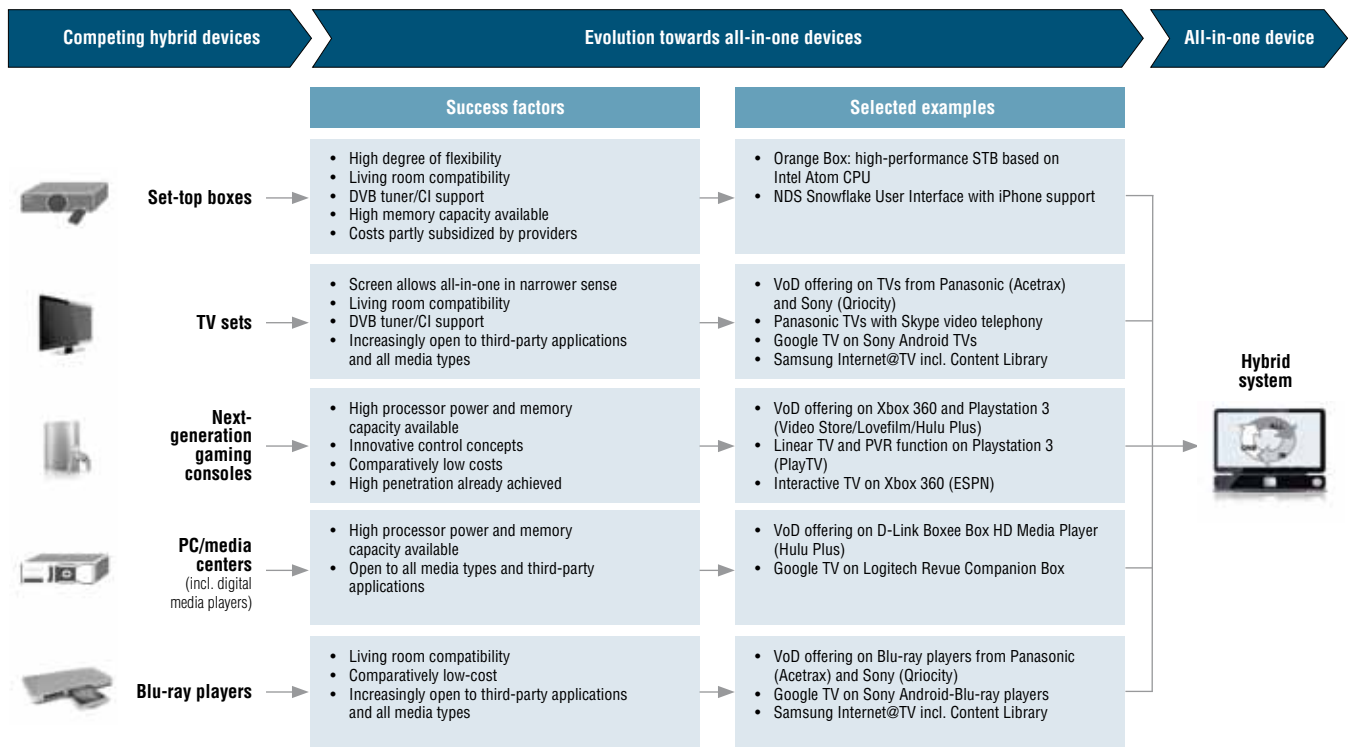 Competing hybrid devices
Evolution towards all-in-one devices
All-in-one device
Success factors
Selected examples
Set-top boxes
• High degree of flexibility
• Living room compatibility
• DVB tuner/CI support
• High memory capacity available
• Costs partly subsidized by providers
• Orange Box: high-performance STB based on
Intel Atom CPU
• NDS Snowflake User Interface with iPhone support
TV sets
• Screen allows all-in-one in narrower sense
• Living room compatibility
• DVB tuner/CI support
• Increasingly open to third-party applications
and all media types
• VoD offering on TVs from Panasonic (Acetrax)
and Sony (Qriocity)
• Panasonic TVs with Skype video telephony
• Google TV on Sony Android TVs
• Samsung Internet@TV incl. Content Library
Next-
generation
gaming
consoles
• High processor power and memory
capacity available
• Innovative control concepts
• Comparatively low costs
• High penetration already achieved
• VoD offering on Xbox 360 and Playstation 3
(Video Store/Lovefilm/Hulu Plus)
• Linear TV and PVR function on Playstation 3
(PlayTV)
• Interactive TV on Xbox 360 (ESPN)
PC/media
centers
(incl. digital
media players)
• High processor power and memory
capacity available
• Open to all media types and third-party
applications
• VoD offering on D-Link Boxee Box HD Media Player
(Hulu Plus)
• Google TV on Logitech Revue Companion Box
Blu-ray players
• Living room compatibility
• Comparatively low-cost
• Increasingly open to third-party applications
and all media types
• VoD offering on Blu-ray players from Panasonic
(Acetrax) and Sony (Qriocity)
• Google TV on Sony Android-Blu-ray players
• Samsung Internet@TV incl. Content Library
Hybrid
system